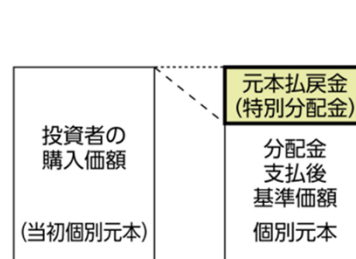 投資者の
購入価額
(当初個別元本)
元本払戻金
(特別分配金)
分配金
支払後
基準価額
個別元本